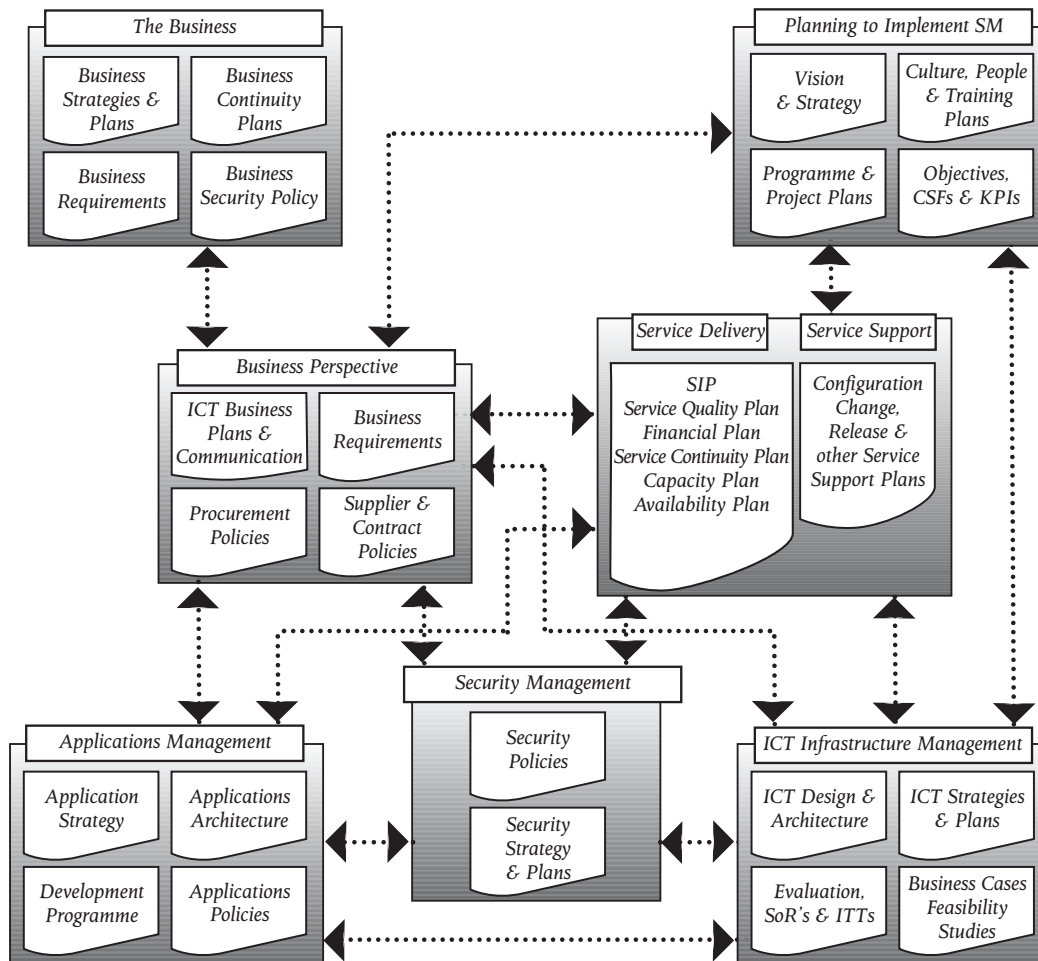 The Business
Business
Strategies &
Plans
Business
Continuity
Plans
Business
Requirements
Business
Security Policy
Planning to Implement SM
Vision
& Strategy
Culture, People
& Training
Plans
Programme &
Project Plans
Objectives,
CSFs & KPIs
Business Perspective
ICT Business
Plans &
Communication
Business
Requirements
Procurement
Policies
Supplier &
Contract
Policies
Service Delivery
SIP
Service Quality Plan
Financial Plan
Service Continuity Plan
Capacity Plan
Availability Plan
Service Support
Configuration
Change,
Release &
other Service
Support Plans
Security Management
Security
Policies
Security
Strategy
& Plans
Applications Management
Application
Strategy
Applications
Architecture
Development
Programme
Applications
Policies
ICT Infrastructure Management
ICT Design &
Architecture
ICT Strategies
& Plans
Evaluation,
SoR's & ITTs
Business Cases
Feasibility
Studies